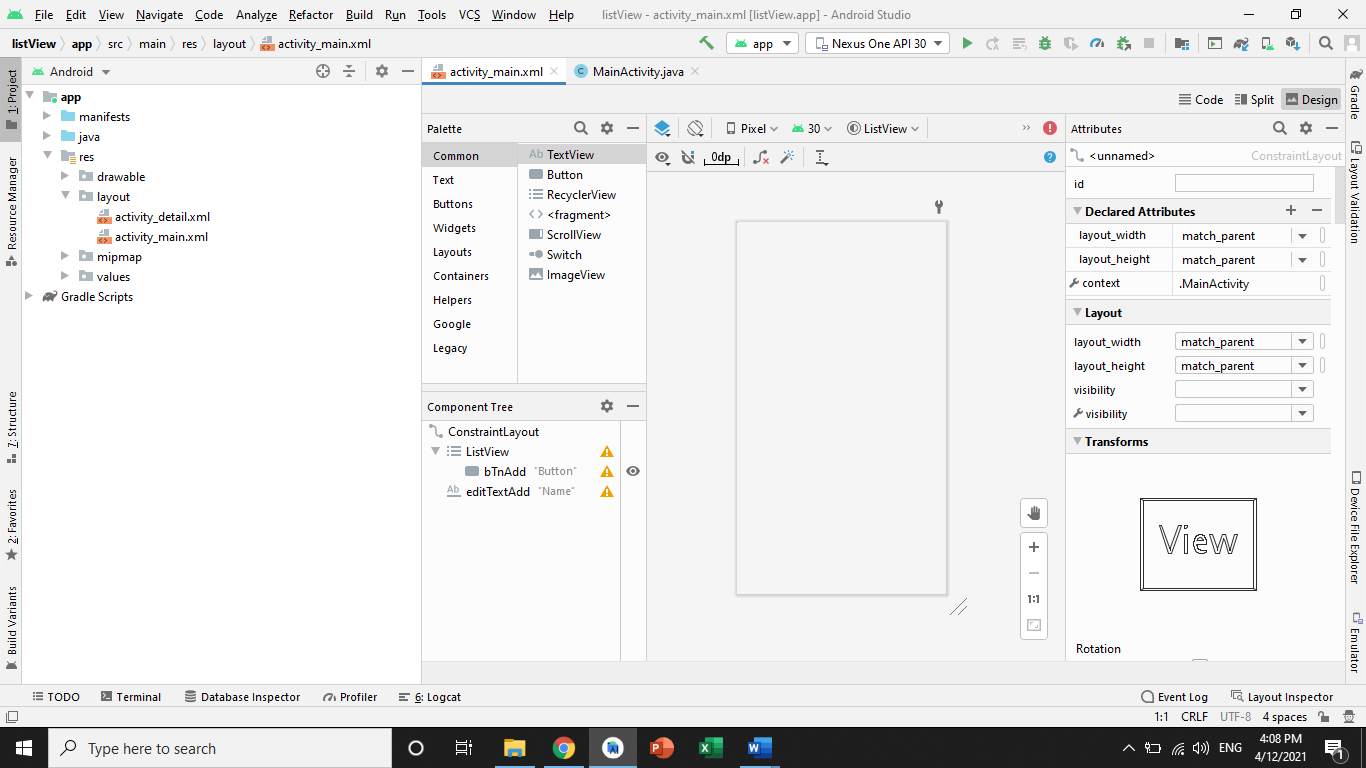 File Edit View Navigate Code Analyze Refactor Build Run Tools VCS Window Help listView - activity_main.xml [listView.app] - Android Studio
listView app src main res layout activity_main.xml app Nexus One API 30
1: Project
Resource Manager
7: Structure
2: Favorites
Build Variants
Android
app
manifests
java
res
drawable
layout
activity_detail.xml
activity_main.xml
mipmap
values
Gradle Scripts
activity_main.xml MainActivity.java
Code Split Design
Palette
Common
Text
Buttons
Widgets
Layouts
Containers
Helpers
Google
Legacy
Ab TextView
Button
RecyclerView
<> <fragment>
ScrollView
Switch
ImageView
Component Tree
ConstraintLayout
ListView
bTnAdd "Button"
Ab editTextAdd "Name"
Pixel 30 ListView
0dp
1:1
Attributes
<unnamed> ConstraintLayout
id
Declared Attributes
layout_width match_parent
layout_height match_parent
context .MainActivity
Layout
layout_width match_parent
layout_height match_parent
visibility
visibility
Transforms
View
Rotation
Gradle
Layout Validation
Device File Explorer
Emulator
TODO Terminal Database Inspector Profiler 6: Logcat Event Log Layout Inspector
1:1 CRLF UTF-8 4 spaces
Type here to search
ENG
4:08 PM
4/12/2021
1